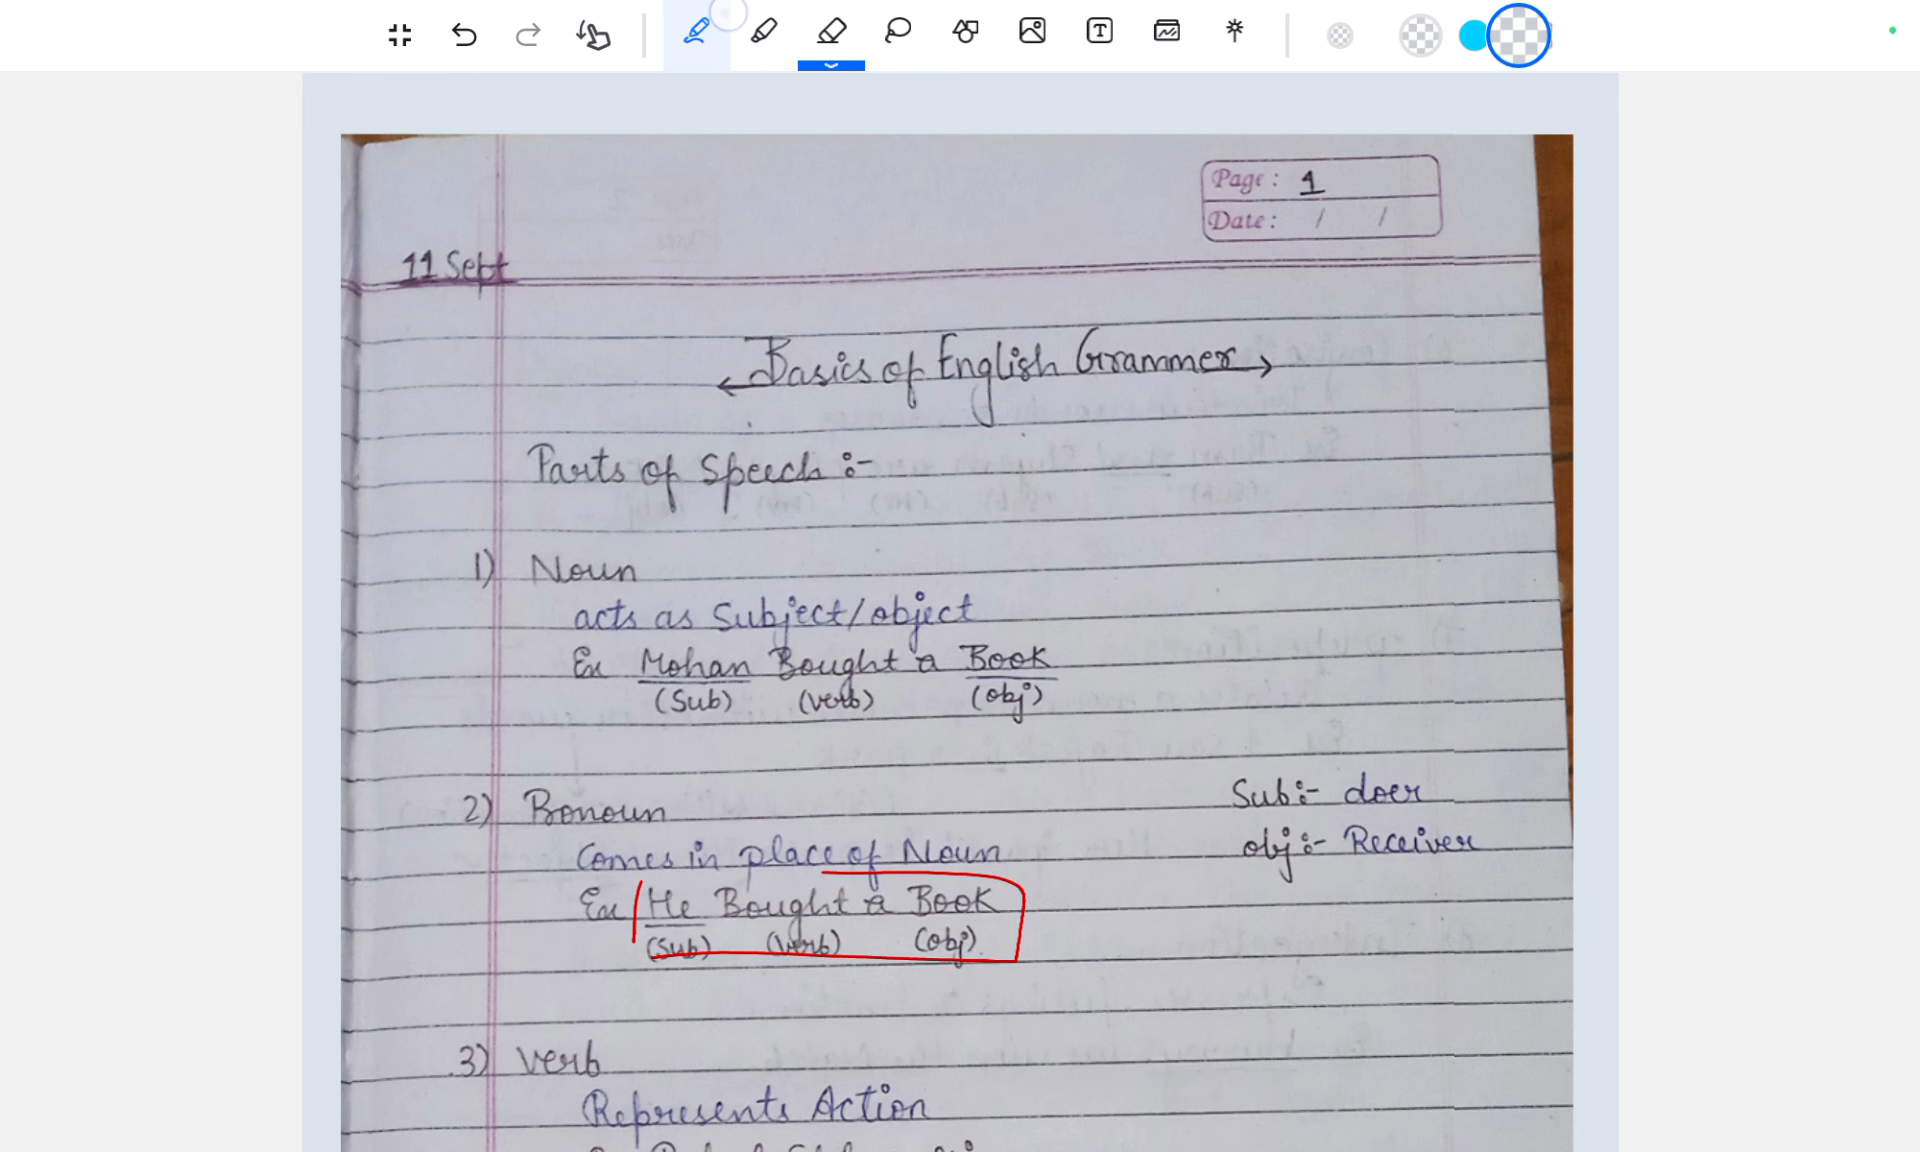 Page: 1
Date: / /
11 Sept
Basics of English Grammer
Parts of Speech :-
1) Noun
acts as Subject/object
Ex Mohan Bought a Book
(Sub) (verb) (obj)
2) Pronoun
Sub:- doer
Comes in place of Noun
obj:- Receiver
Ex He Bought a Book
(Sub) (verb) (obj)
3) Verb
Represents Action